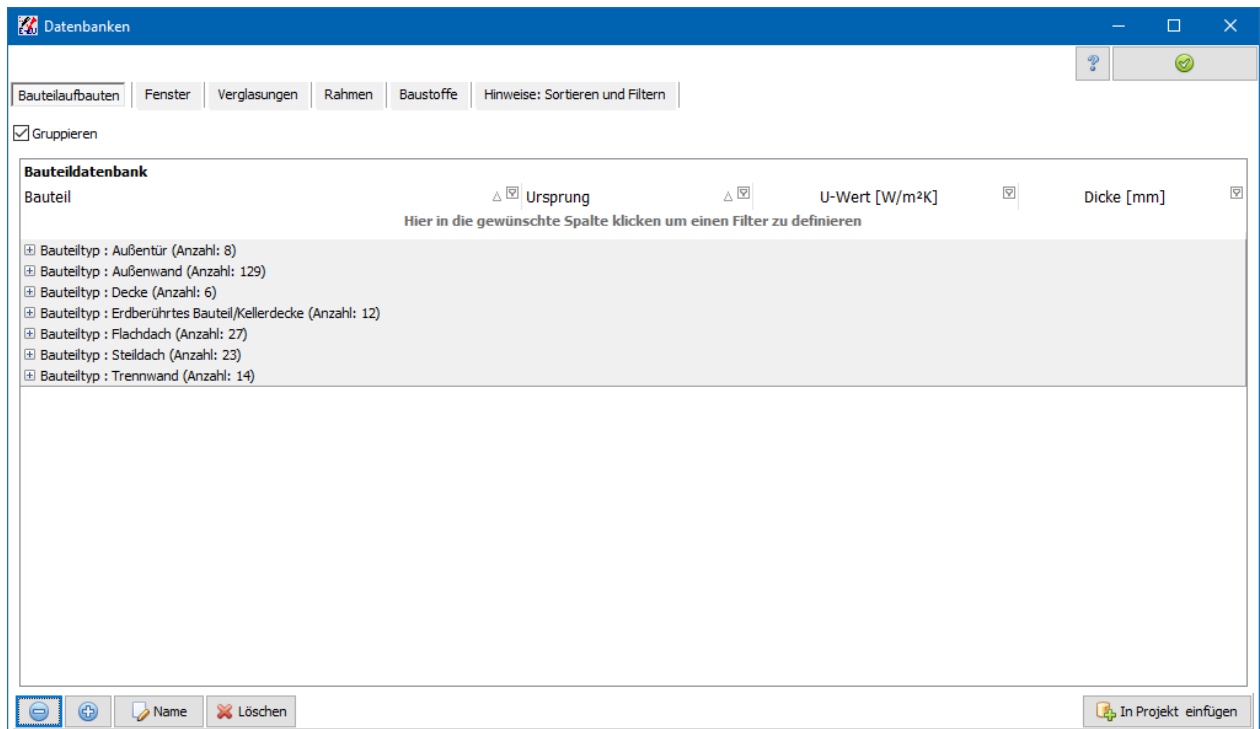 Datenbanken
Bauteilaufbauten Fenster Verglasungen Rahmen Baustoffe Hinweise: Sortieren und Filtern
Gruppieren
Bauteildatenbank
Bauteil Ursprung U-Wert [W/m²K] Dicke [mm]
Hier in die gewünschte Spalte klicken um einen Filter zu definieren
Bauteiltyp : Außentür (Anzahl: 8)
Bauteiltyp : Außenwand (Anzahl: 129)
Bauteiltyp : Decke (Anzahl: 6)
Bauteiltyp : Erdberührtes Bauteil/Kellerdecke (Anzahl: 12)
Bauteiltyp : Flachdach (Anzahl: 27)
Bauteiltyp : Steildach (Anzahl: 23)
Bauteiltyp : Trennwand (Anzahl: 14)
Name Löschen In Projekt einfügen